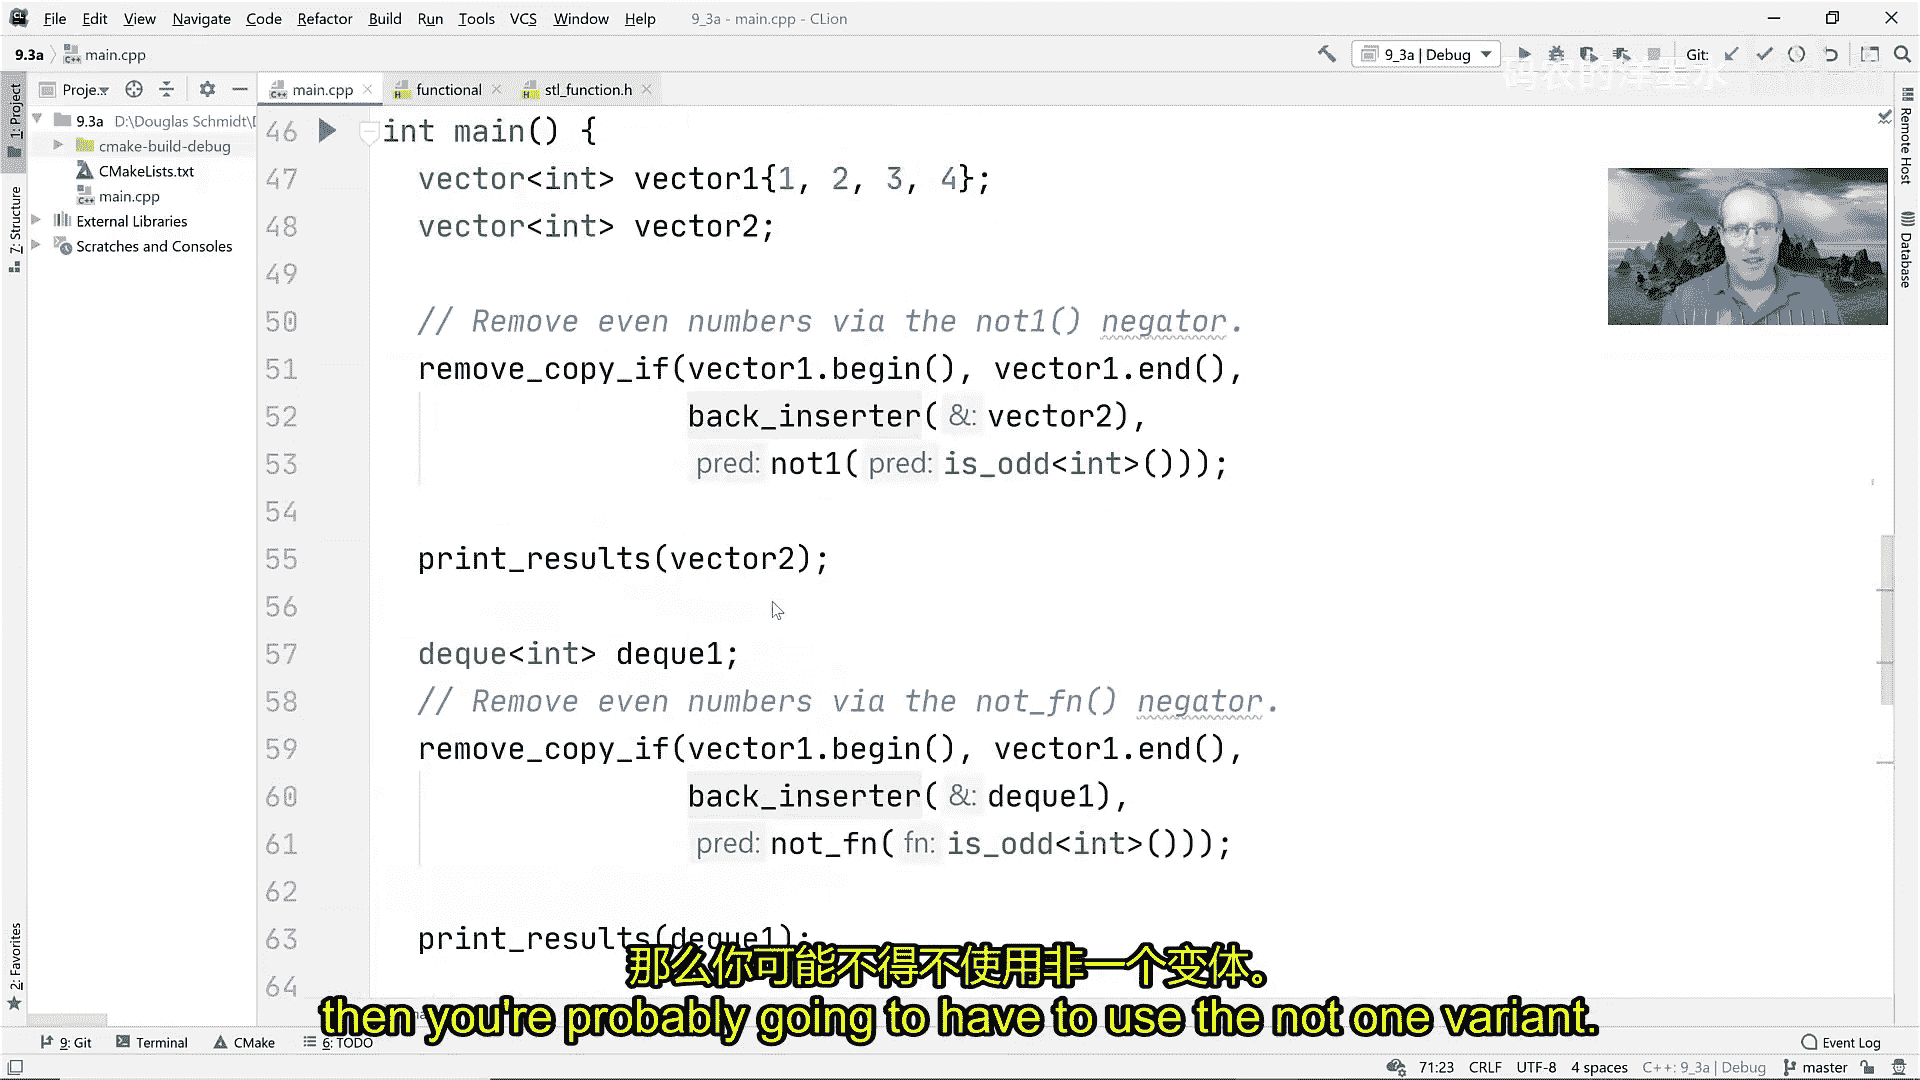 File Edit View Navigate Code Refactor Build Run Tools VCS Window Help 9_3a - main.cpp - CLion
9.3a main.cpp 9_3a | Debug Git:
码农的洋墨水
1: Project Proje... main.cpp functional stl_function.h
9.3a D:\Douglas Schmidt\
cmake-build-debug
CMakeLists.txt
main.cpp
External Libraries
Scratches and Consoles
7: Structure
2: Favorites
Remote Host
Database
46 int main() {
47 vector<int> vector1{1, 2, 3, 4};
48 vector<int> vector2;
49
50 // Remove even numbers via the not1() negator.
51 remove_copy_if(vector1.begin(), vector1.end(),
52 back_inserter( &: vector2),
53 pred: not1( pred: is_odd<int>()));
54
55 print_results(vector2);
56
57 deque<int> deque1;
58 // Remove even numbers via the not_fn() negator.
59 remove_copy_if(vector1.begin(), vector1.end(),
60 back_inserter( &: deque1),
61 pred: not_fn( fn: is_odd<int>()));
62
63 print_results(deque1);
64
那么你可能不得不使用非一个变体。
then you're probably going to have to use the not one variant.
9: Git Terminal CMake 6: TODO Event Log
71:23 CRLF UTF-8 4 spaces C++: 9_3a | Debug master